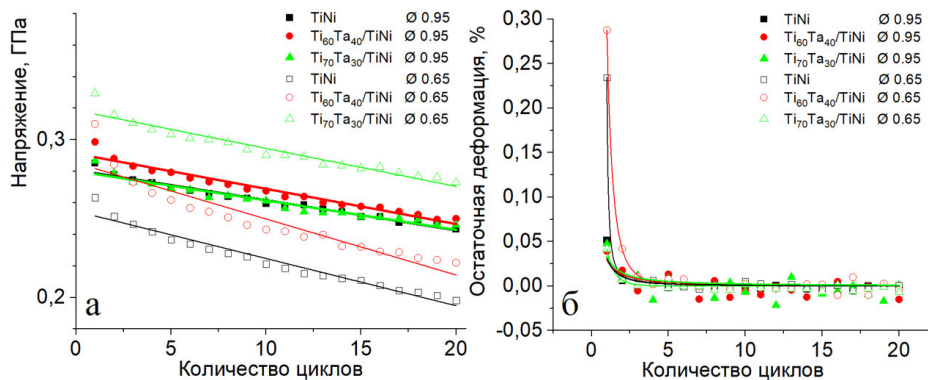 а
TiNi Ø 0.95
Ti60Ta40/TiNi Ø 0.95
Ti70Ta30/TiNi Ø 0.95
TiNi Ø 0.65
Ti60Ta40/TiNi Ø 0.65
Ti70Ta30/TiNi Ø 0.65
Напряжение, ГПа
0,3
0,2
0 5 10 15 20
Количество циклов
TiNi Ø 0.95
Ti60Ta40/TiNi Ø 0.95
Ti70Ta30/TiNi Ø 0.95
TiNi Ø 0.65
Ti60Ta40/TiNi Ø 0.65
Ti70Ta30/TiNi Ø 0.65
Остаточная деформация, %
0,30
0,25
0,20
0,15
0,10
0,05
0,00
-0,05
б
0 5 10 15 20
Количество циклов